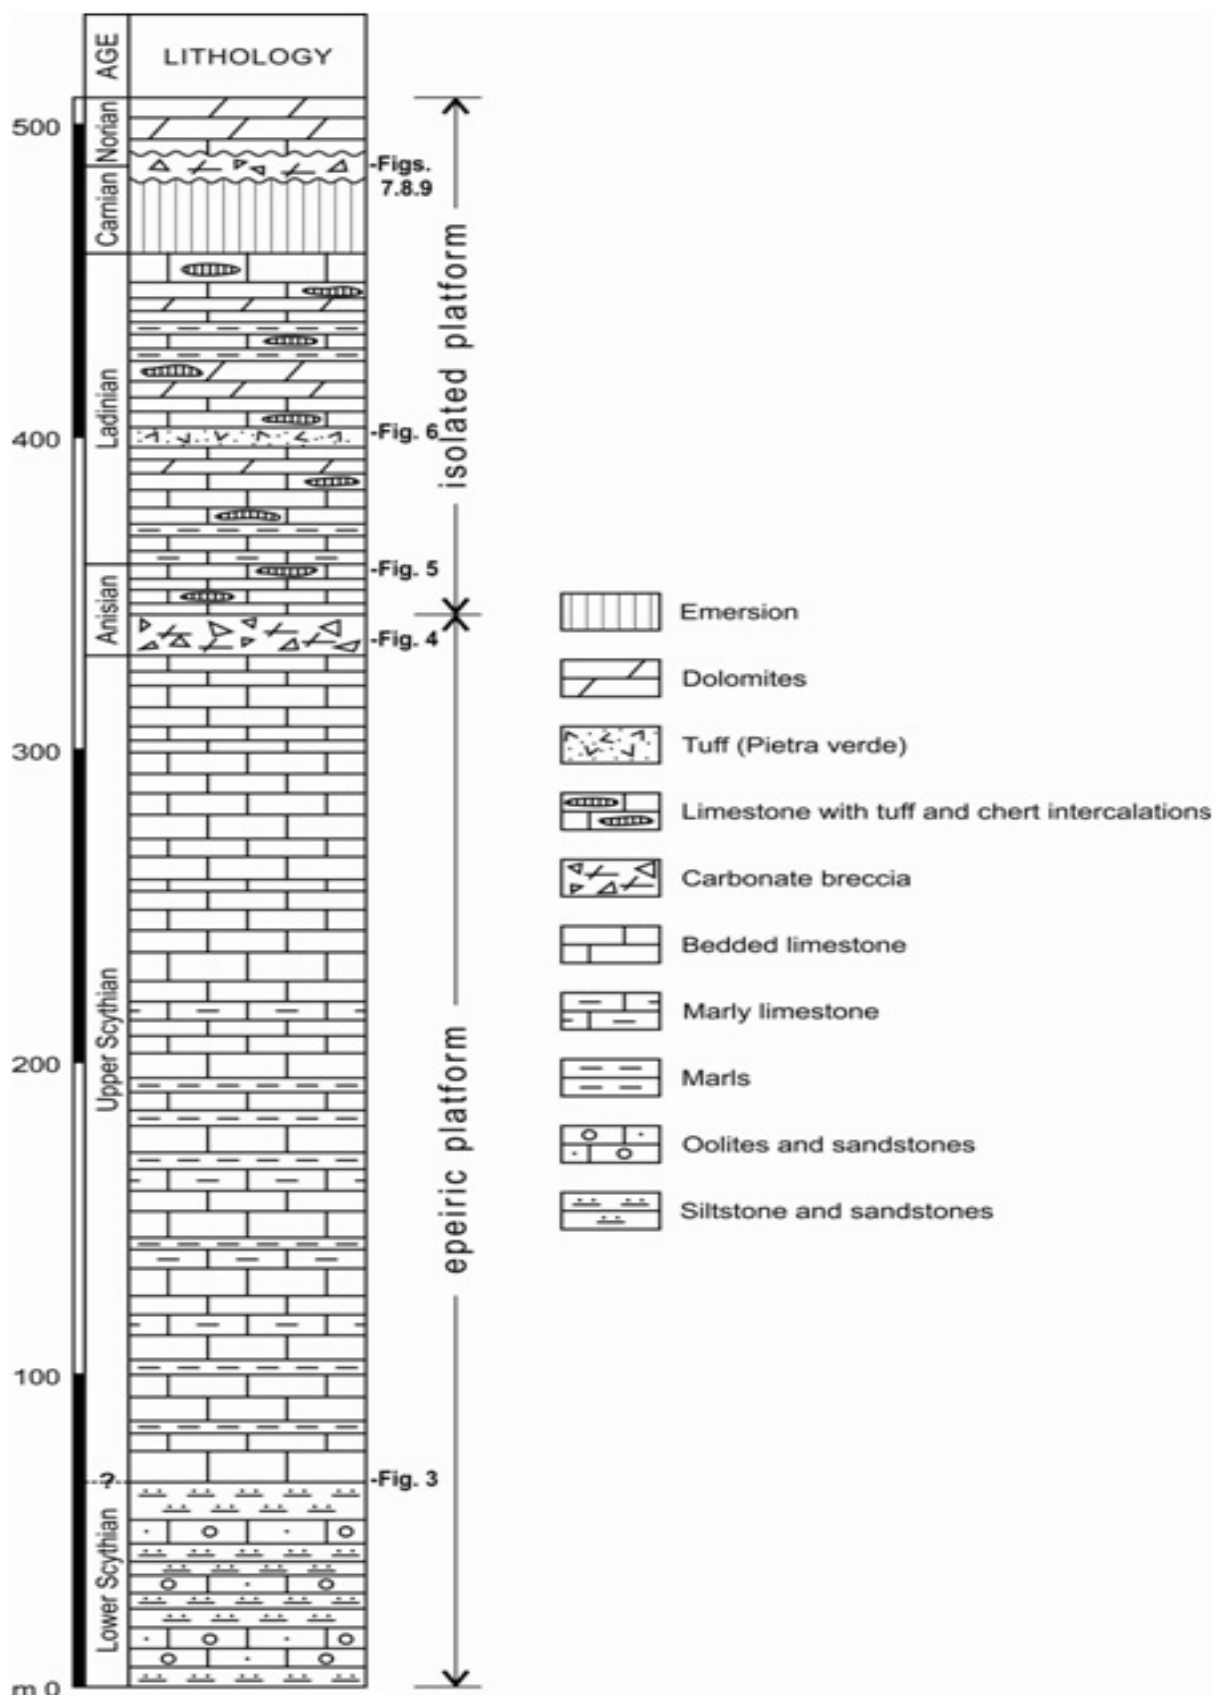 AGE
LITHOLOGY
500
400
300
200
100
m 0
Norian
Carnian
Ladinian
Anisian
Upper Scythian
?
Lower Scythian
-Figs.
7.8.9
-Fig. 6
-Fig. 5
-Fig. 4
-Fig. 3
isolated platform
epeiric platform
Emersion
Dolomites
Tuff (Pietra verde)
Limestone with tuff and chert intercalations
Carbonate breccia
Bedded limestone
Marly limestone
Marls
Oolites and sandstones
Siltstone and sandstones